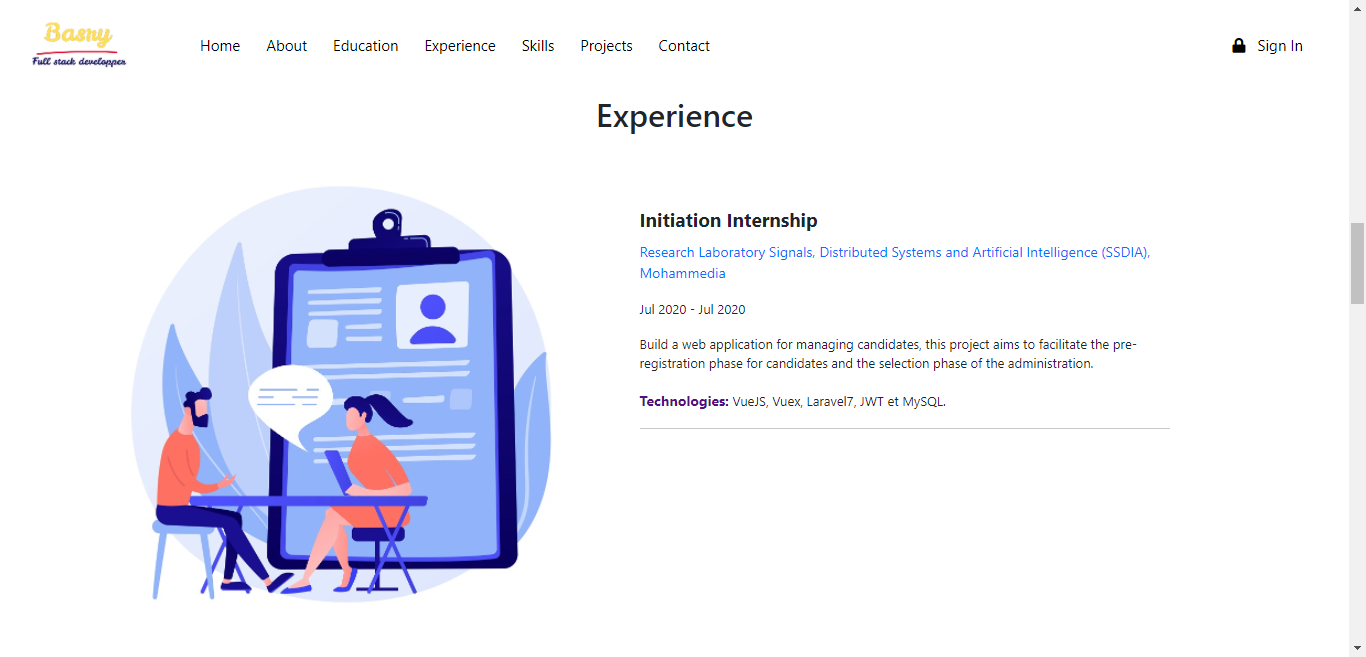 Basny
Full stack developper
Home About Education Experience Skills Projects Contact Sign In
Experience
Initiation Internship
Research Laboratory Signals, Distributed Systems and Artificial Intelligence (SSDIA),
Mohammedia
Jul 2020 - Jul 2020
Build a web application for managing candidates, this project aims to facilitate the pre-
registration phase for candidates and the selection phase of the administration.
Technologies: VueJS, Vuex, Laravel7, JWT et MySQL.